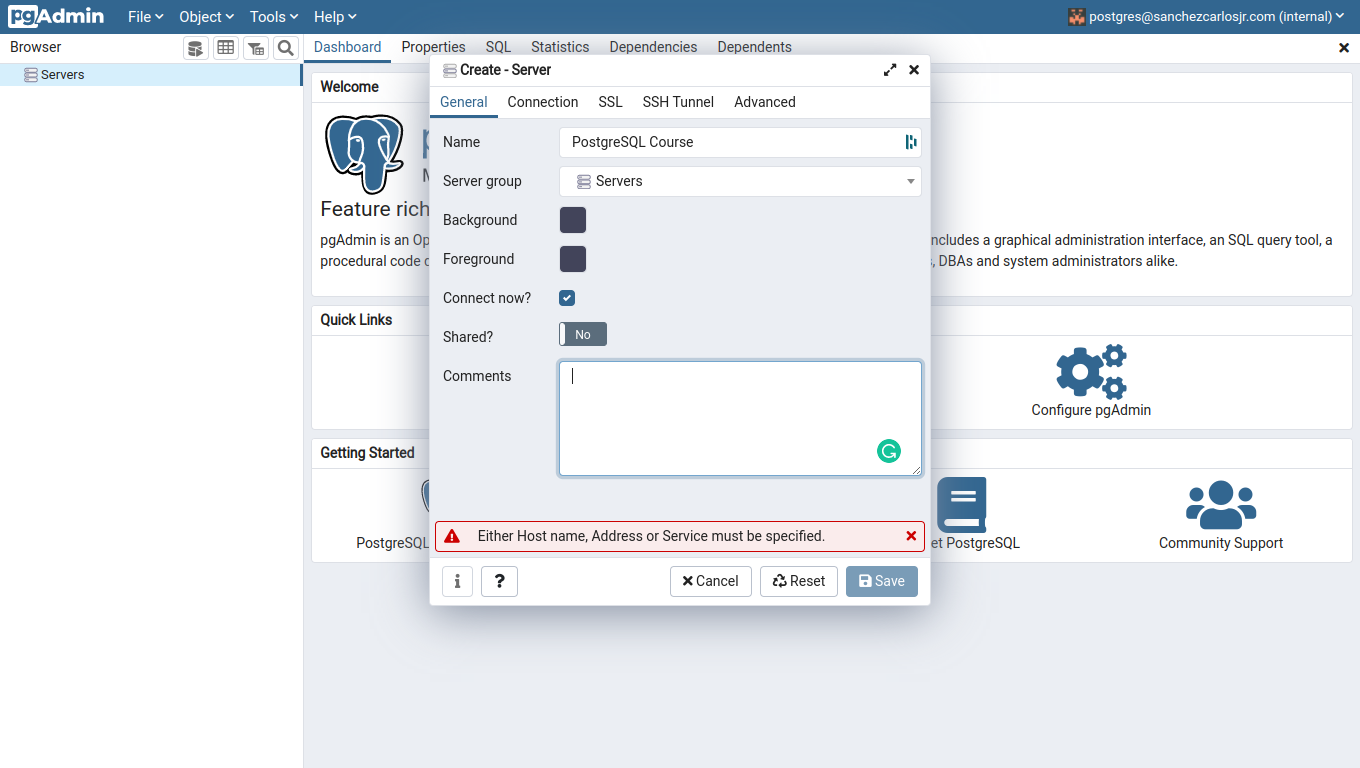 pgAdmin File Object Tools Help postgres@sanchezcarlosjr.com (internal)
Browser Dashboard Properties SQL Statistics Dependencies Dependents
Servers
Create - Server
Welcome
General Connection SSL SSH Tunnel Advanced
Name PostgreSQL Course
Server group Servers
Feature rich
Background
pgAdmin is an Op
ncludes a graphical administration interface, an SQL query tool, a
procedural code
, DBAs and system administrators alike.
Foreground
Connect now?
Quick Links
Shared? No
Comments
Configure pgAdmin
Getting Started
Either Host name, Address or Service must be specified.
PostgreSQL
et PostgreSQL
Community Support
i ? Cancel Reset Save